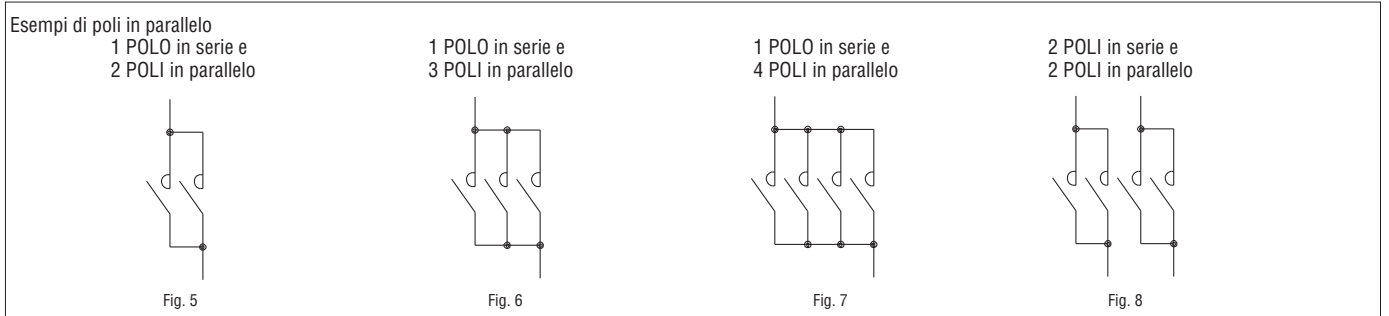 Esempi di poli in parallelo
1 POLO in serie e
2 POLI in parallelo
1 POLO in serie e
3 POLI in parallelo
1 POLO in serie e
4 POLI in parallelo
2 POLI in serie e
2 POLI in parallelo
Fig. 5
Fig. 6
Fig. 7
Fig. 8